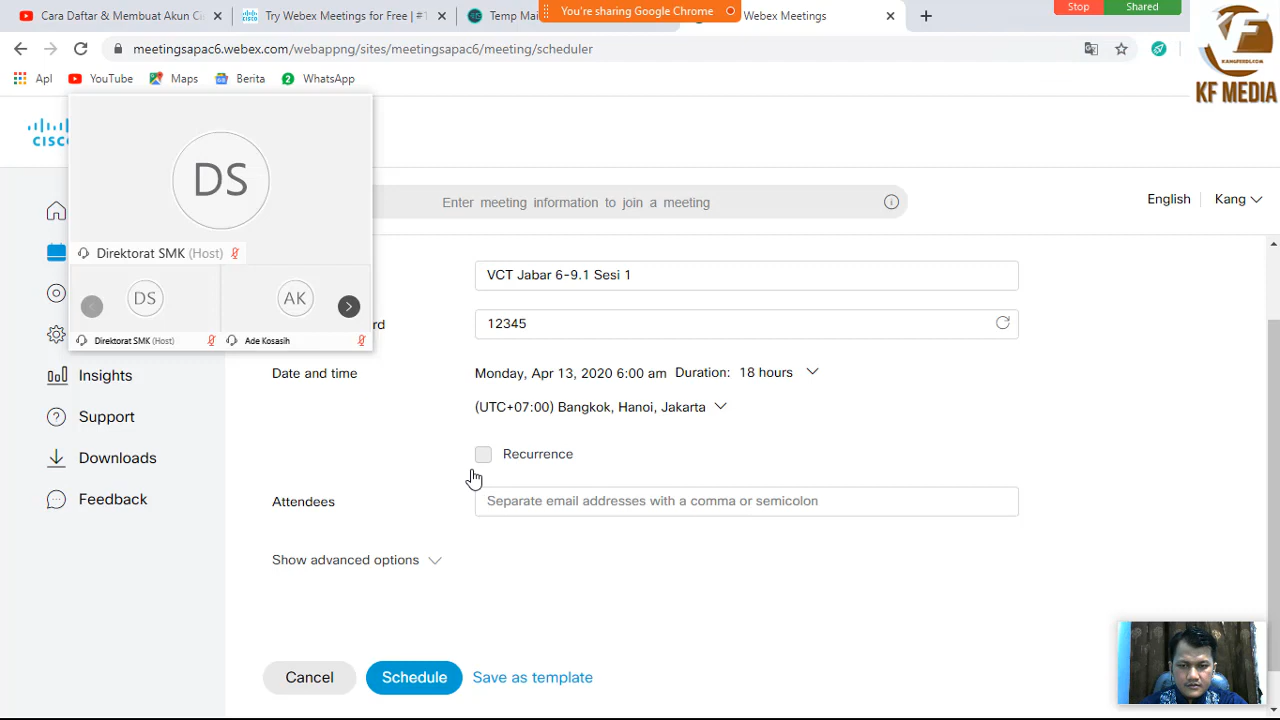 Cara Daftar & Membuat Akun C
Try Webex Meetings for Free | #1
Temp Ma
You're sharing Google Chrome
Webex Meetings
Stop
Shared
meetingsapac6.webex.com/webappng/sites/meetingsapac6/meeting/scheduler
Apl
YouTube
Maps
Berita
2
WhatsApp
KANGFERDI.COM
KF MEDIA
CISCO
DS
Direktorat SMK (Host)
DS
AK
Direktorat SMK (Host)
Ade Kosasih
Enter meeting information to join a meeting
English
Kang
VCT Jabar 6-9.1 Sesi 1
rd
12345
Date and time
Monday, Apr 13, 2020 6:00 am Duration: 18 hours
(UTC+07:00) Bangkok, Hanoi, Jakarta
Recurrence
Attendees
Separate email addresses with a comma or semicolon
Show advanced options
Insights
Support
Downloads
Feedback
Cancel
Schedule
Save as template